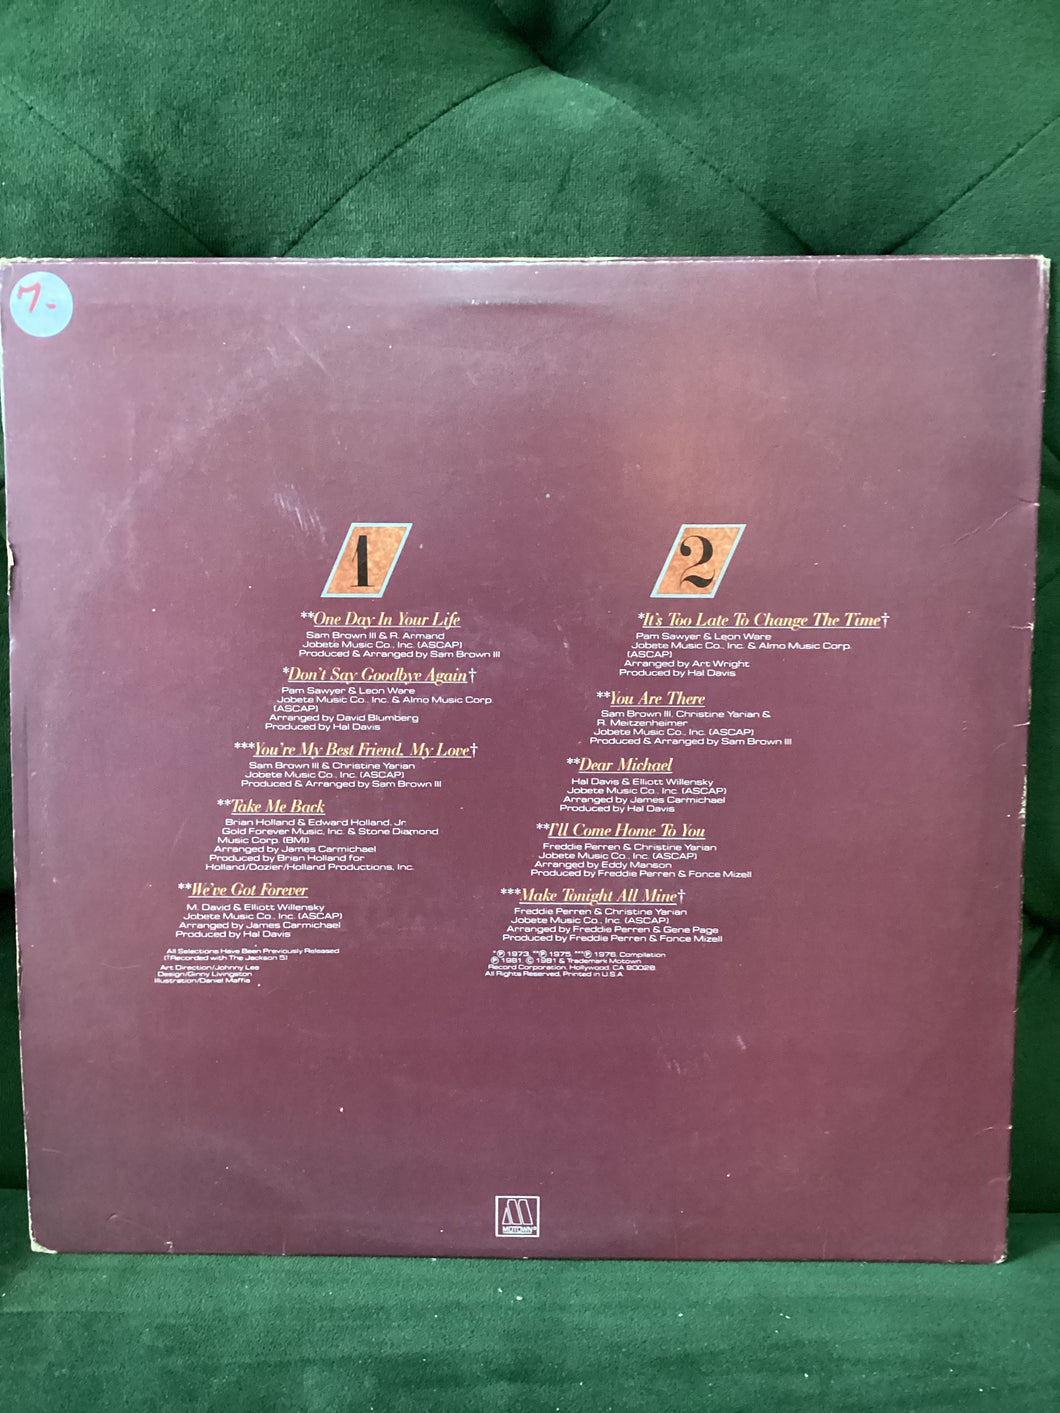 7-
1
**One Day In Your Life
Sam Brown III & R. Armand
Jobete Music Co., Inc. (ASCAP)
Produced & Arranged by Sam Brown III
*Don't Say Goodbye Again†
Pam Sawyer & Leon Ware
Jobete Music Co., Inc. & Almo Music Corp.
(ASCAP)
Arranged by David Blumberg
Produced by Hal Davis
***You're My Best Friend, My Love†
Sam Brown III & Christine Yarian
Jobete Music Co., Inc. (ASCAP)
Produced & Arranged by Sam Brown III
**Take Me Back
Brian Holland & Edward Holland, Jr.
Gold Forever Music, Inc. & Stone Diamond
Music Corp. (BMI)
Arranged by James Carmichael
Produced by Brian Holland for
Holland/Dozier/Holland Productions, Inc.
**We've Got Forever
M. David & Elliott Willensky
Jobete Music Co., Inc. (ASCAP)
Arranged by James Carmichael
Produced by Hal Davis
All Selections Have Been Previously Released
(†Recorded with The Jackson 5)
Art Direction/Johnny Lee
Design/Ginny Livingston
Illustration/Daniel Maffia
2
*It's Too Late To Change The Time†
Pam Sawyer & Leon Ware
Jobete Music Co., Inc. & Almo Music Corp.
(ASCAP)
Arranged by Art Wright
Produced by Hal Davis
**You Are There
Sam Brown III, Christine Yarian &
R. Meitzenheimer
Jobete Music Co., Inc. (ASCAP)
Produced & Arranged by Sam Brown III
**Dear Michael
Hal Davis & Elliott Willensky
Jobete Music Co., Inc. (ASCAP)
Arranged by James Carmichael
Produced by Hal Davis
**I'll Come Home To You
Freddie Perren & Christine Yarian
Jobete Music Co., Inc. (ASCAP)
Arranged by Eddy Manson
Produced by Freddie Perren & Fonce Mizell
***Make Tonight All Mine†
Freddie Perren & Christine Yarian
Jobete Music Co., Inc. (ASCAP)
Arranged by Freddie Perren & Gene Page
Produced by Freddie Perren & Fonce Mizell
*℗ 1973, **℗ 1975, ***℗ 1976, Compilation
℗ 1981, © 1981 & Trademark Motown
Record Corporation, Hollywood, CA 90028
All Rights Reserved, Printed in U.S.A.
MOTOWN®